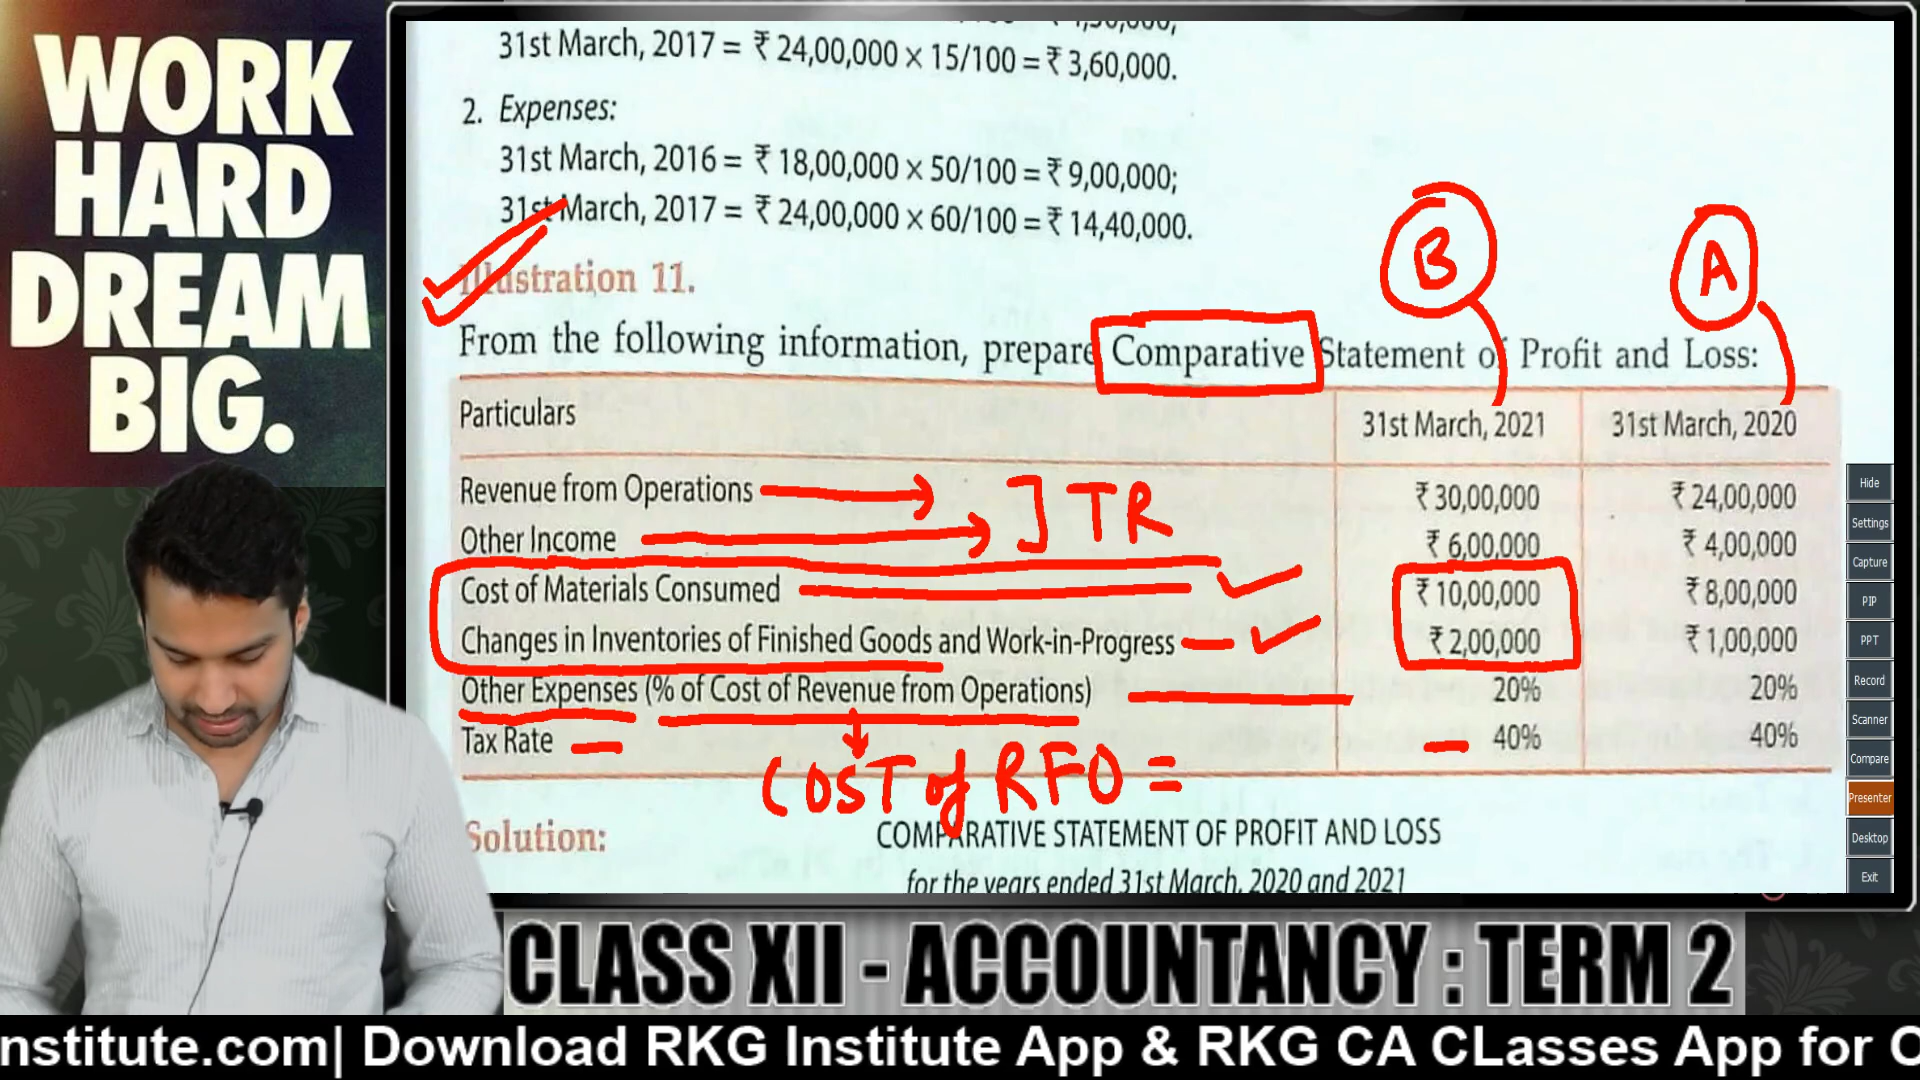 WORK
HARD
DREAM
BIG.
31st March, 2017 = ₹ 24,00,000 × 15/100 = ₹ 3,60,000.
2. Expenses:
31st March, 2016 = ₹ 18,00,000 × 50/100 = ₹ 9,00,000;
31st March, 2017 = ₹ 24,00,000 × 60/100 = ₹ 14,40,000.
B A
Illustration 11.
From the following information, prepare Comparative Statement of Profit and Loss:
Particulars 31st March, 2021 31st March, 2020
Revenue from Operations ₹ 30,00,000 ₹ 24,00,000
TR
Other Income ₹ 6,00,000 ₹ 4,00,000
Cost of Materials Consumed ₹ 10,00,000 ₹ 8,00,000
Changes in Inventories of Finished Goods and Work-in-Progress ₹ 2,00,000 ₹ 1,00,000
Other Expenses (% of Cost of Revenue from Operations) 20% 20%
Tax Rate 40% 40%
COST of RFO =
Solution: COMPARATIVE STATEMENT OF PROFIT AND LOSS
for the years ended 31st March, 2020 and 2021
Hide
Settings
Capture
PIP
PPT
Record
Scanner
Compare
Presenter
Desktop
Exit
CLASS XII - ACCOUNTANCY : TERM 2
nstitute.com| Download RKG Institute App & RKG CA CLasses App for